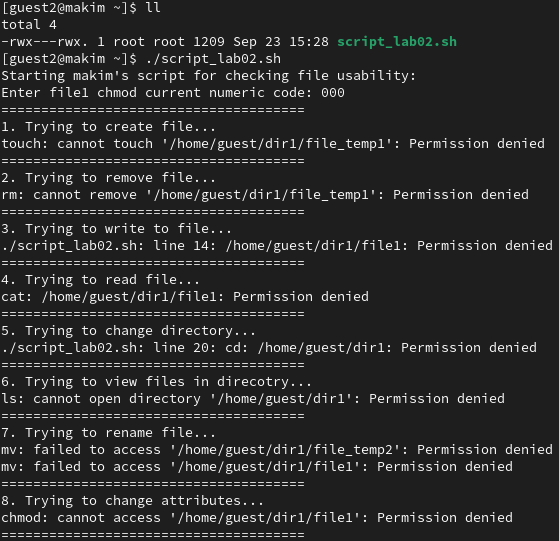 [guest2@makim ~]$ ll
total 4
-rwx---rwx. 1 root root 1209 Sep 23 15:28 script_lab02.sh
[guest2@makim ~]$ ./script_lab02.sh
Starting makim's script for checking file usability:
Enter file1 chmod current numeric code: 000
======================================
1. Trying to create file...
touch: cannot touch '/home/guest/dir1/file_temp1': Permission denied
======================================
2. Trying to remove file...
rm: cannot remove '/home/guest/dir1/file_temp1': Permission denied
======================================
3. Trying to write to file...
./script_lab02.sh: line 14: /home/guest/dir1/file1: Permission denied
======================================
4. Trying to read file...
cat: /home/guest/dir1/file1: Permission denied
======================================
5. Trying to change directory...
./script_lab02.sh: line 20: cd: /home/guest/dir1: Permission denied
======================================
6. Trying to view files in direcotry...
ls: cannot open directory '/home/guest/dir1': Permission denied
======================================
7. Trying to rename file...
mv: failed to access '/home/guest/dir1/file_temp2': Permission denied
mv: failed to access '/home/guest/dir1/file1': Permission denied
======================================
8. Trying to change attributes...
chmod: cannot access '/home/guest/dir1/file1': Permission denied
======================================